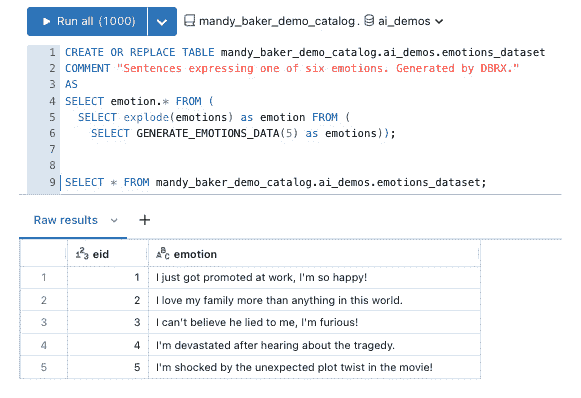 Run all (1000) mandy_baker_demo_catalog. ai_demos
1 CREATE OR REPLACE TABLE mandy_baker_demo_catalog.ai_demos.emotions_dataset
2 COMMENT "Sentences expressing one of six emotions. Generated by DBRX."
3 AS
4 SELECT emotion.* FROM (
5 SELECT explode(emotions) as emotion FROM (
6 SELECT GENERATE_EMOTIONS_DATA(5) as emotions));
7
8
9 SELECT * FROM mandy_baker_demo_catalog.ai_demos.emotions_dataset;
Raw results +
123 eid ABC emotion
1 1 I just got promoted at work, I'm so happy!
2 2 I love my family more than anything in this world.
3 3 I can't believe he lied to me, I'm furious!
4 4 I'm devastated after hearing about the tragedy.
5 5 I'm shocked by the unexpected plot twist in the movie!